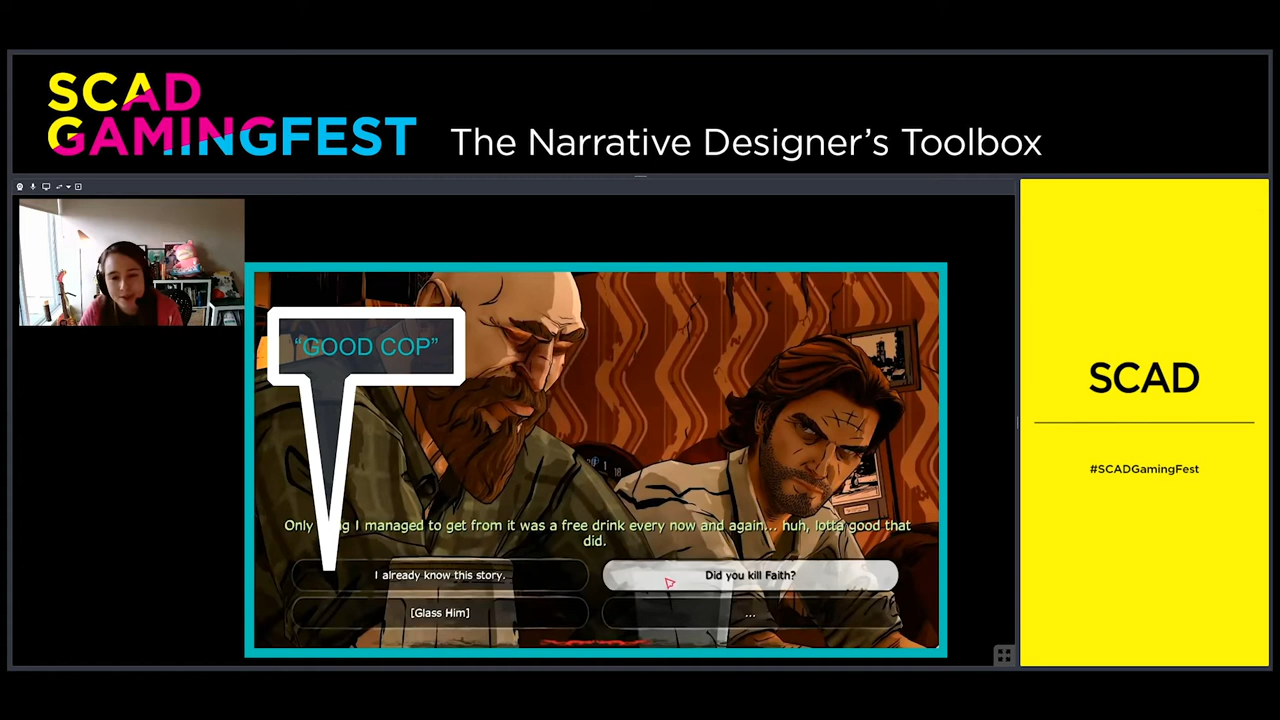 SCAD
GAMINGFEST
The Narrative Designer's Toolbox
"GOOD COP"
Only I managed to get from it was a free drink every now and again... huh, lotta good that
did.
I already know this story.
Did you kill Faith?
[Glass Him]
...
SCAD
#SCADGamingFest